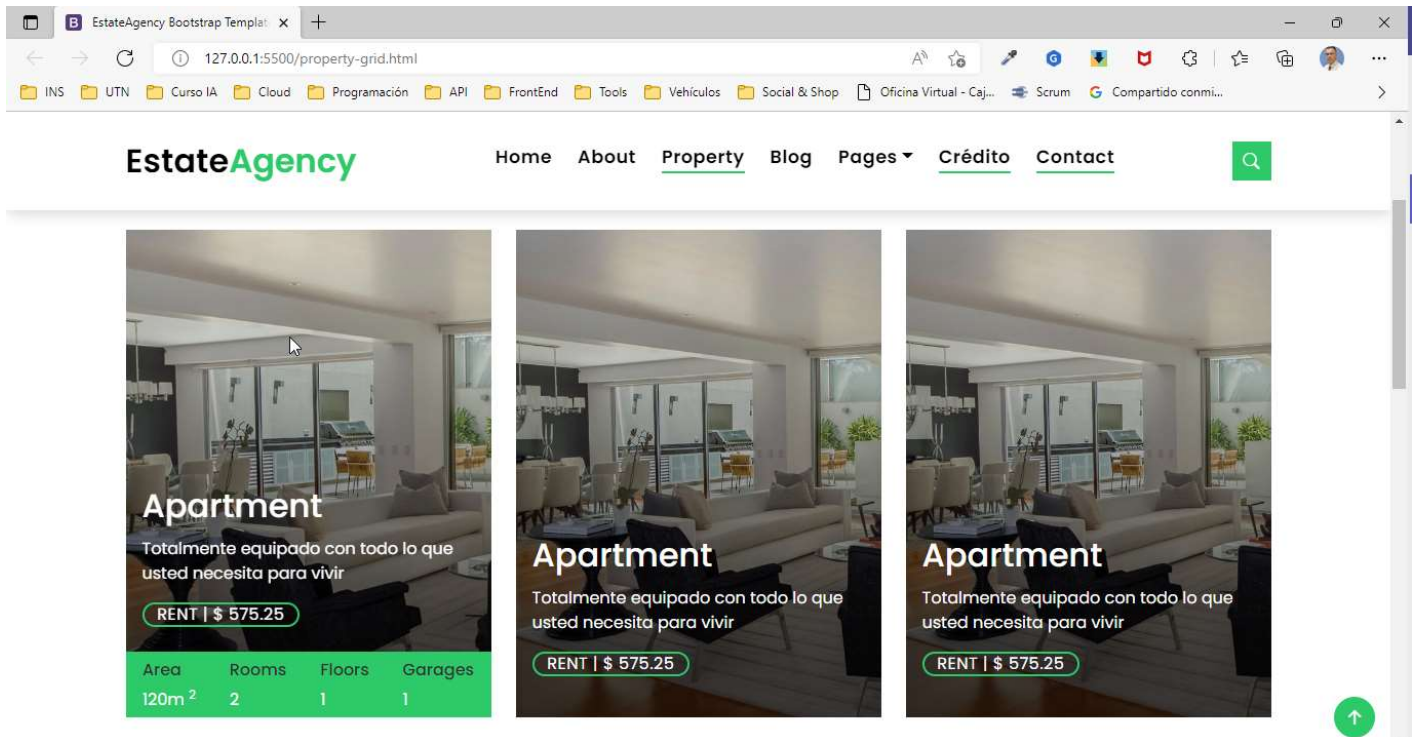 EstateAgency Bootstrap Templat
127.0.0.1:5500/property-grid.html
INS UTN Curso IA Cloud Programación API FrontEnd Tools Vehículos Social & Shop Oficina Virtual - Caj... Scrum Compartido conmi...
EstateAgency Home About Property Blog Pages Crédito Contact
Apartment
Totalmente equipado con todo lo que
usted necesita para vivir
RENT | $ 575.25
Area Rooms Floors Garages
120m 2 2 1 1
Apartment
Totalmente equipado con todo lo que
usted necesita para vivir
RENT | $ 575.25
Apartment
Totalmente equipado con todo lo que
usted necesita para vivir
RENT | $ 575.25